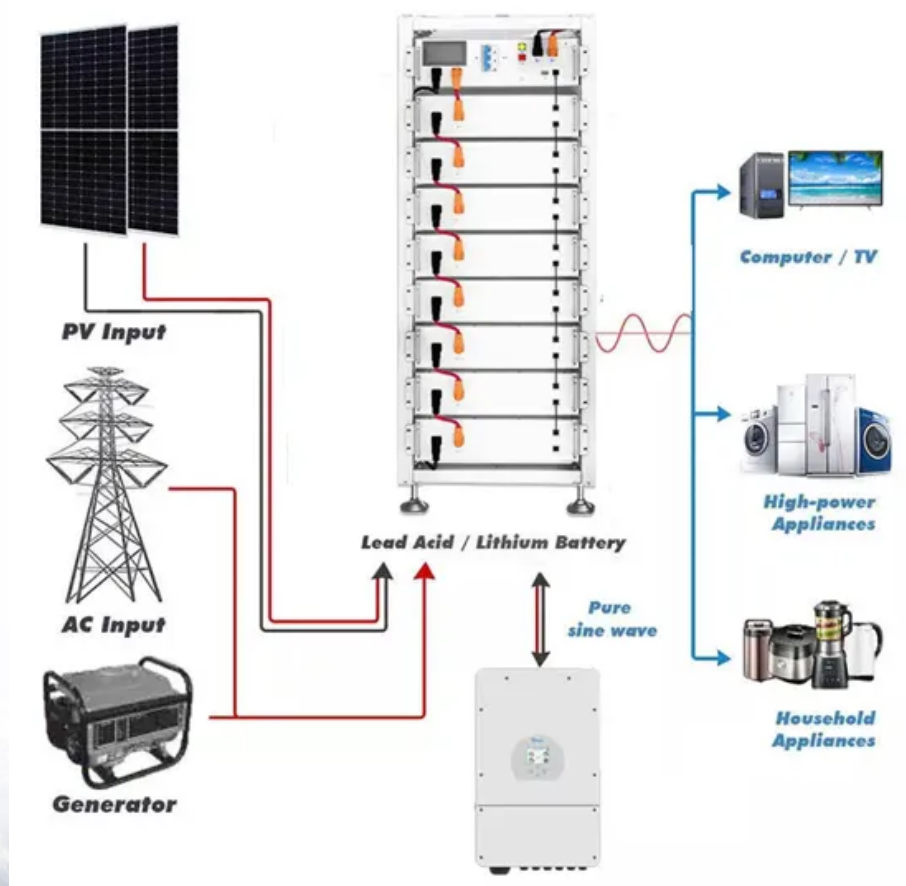 PV Input
AC Input
Generator
Lead Acid / Lithium Battery
Pure
sine wave
Computer / TV
High-power
Appliances
Household
Appliances